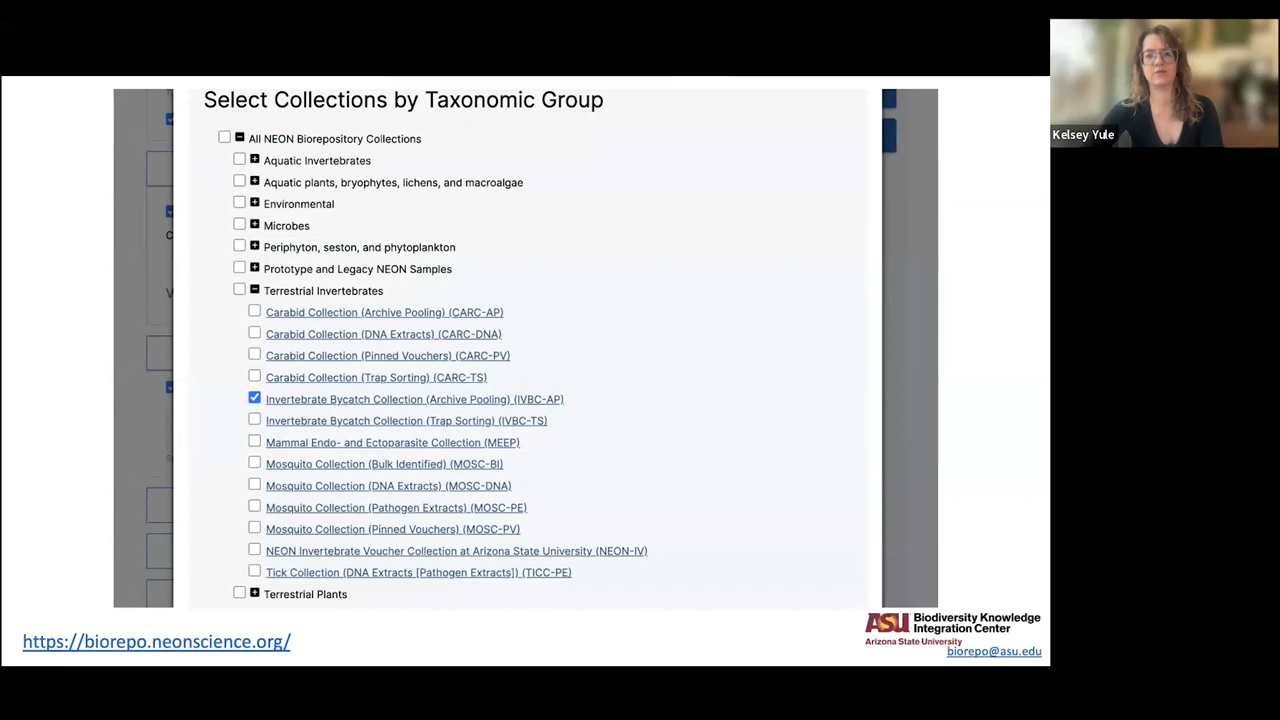 Select Collections by Taxonomic Group
All NEON Biorepository Collections
Aquatic Invertebrates
Aquatic plants, bryophytes, lichens, and macroalgae
Environmental
Microbes
Periphyton, seston, and phytoplankton
Prototype and Legacy NEON Samples
Terrestrial Invertebrates
Carabid Collection (Archive Pooling) (CARC-AP)
Carabid Collection (DNA Extracts) (CARC-DNA)
Carabid Collection (Pinned Vouchers) (CARC-PV)
Carabid Collection (Trap Sorting) (CARC-TS)
Invertebrate Bycatch Collection (Archive Pooling) (IVBC-AP)
Invertebrate Bycatch Collection (Trap Sorting) (IVBC-TS)
Mammal Endo- and Ectoparasite Collection (MEEP)
Mosquito Collection (Bulk Identified) (MOSC-BI)
Mosquito Collection (DNA Extracts) (MOSC-DNA)
Mosquito Collection (Pathogen Extracts) (MOSC-PE)
Mosquito Collection (Pinned Vouchers) (MOSC-PV)
NEON Invertebrate Voucher Collection at Arizona State University (NEON-IV)
Tick Collection (DNA Extracts [Pathogen Extracts]) (TICC-PE)
Terrestrial Plants
https://biorepo.neonscience.org/
ASU Biodiversity Knowledge
Integration Center
Arizona State University
biorepo@asu.edu
Kelsey Yule